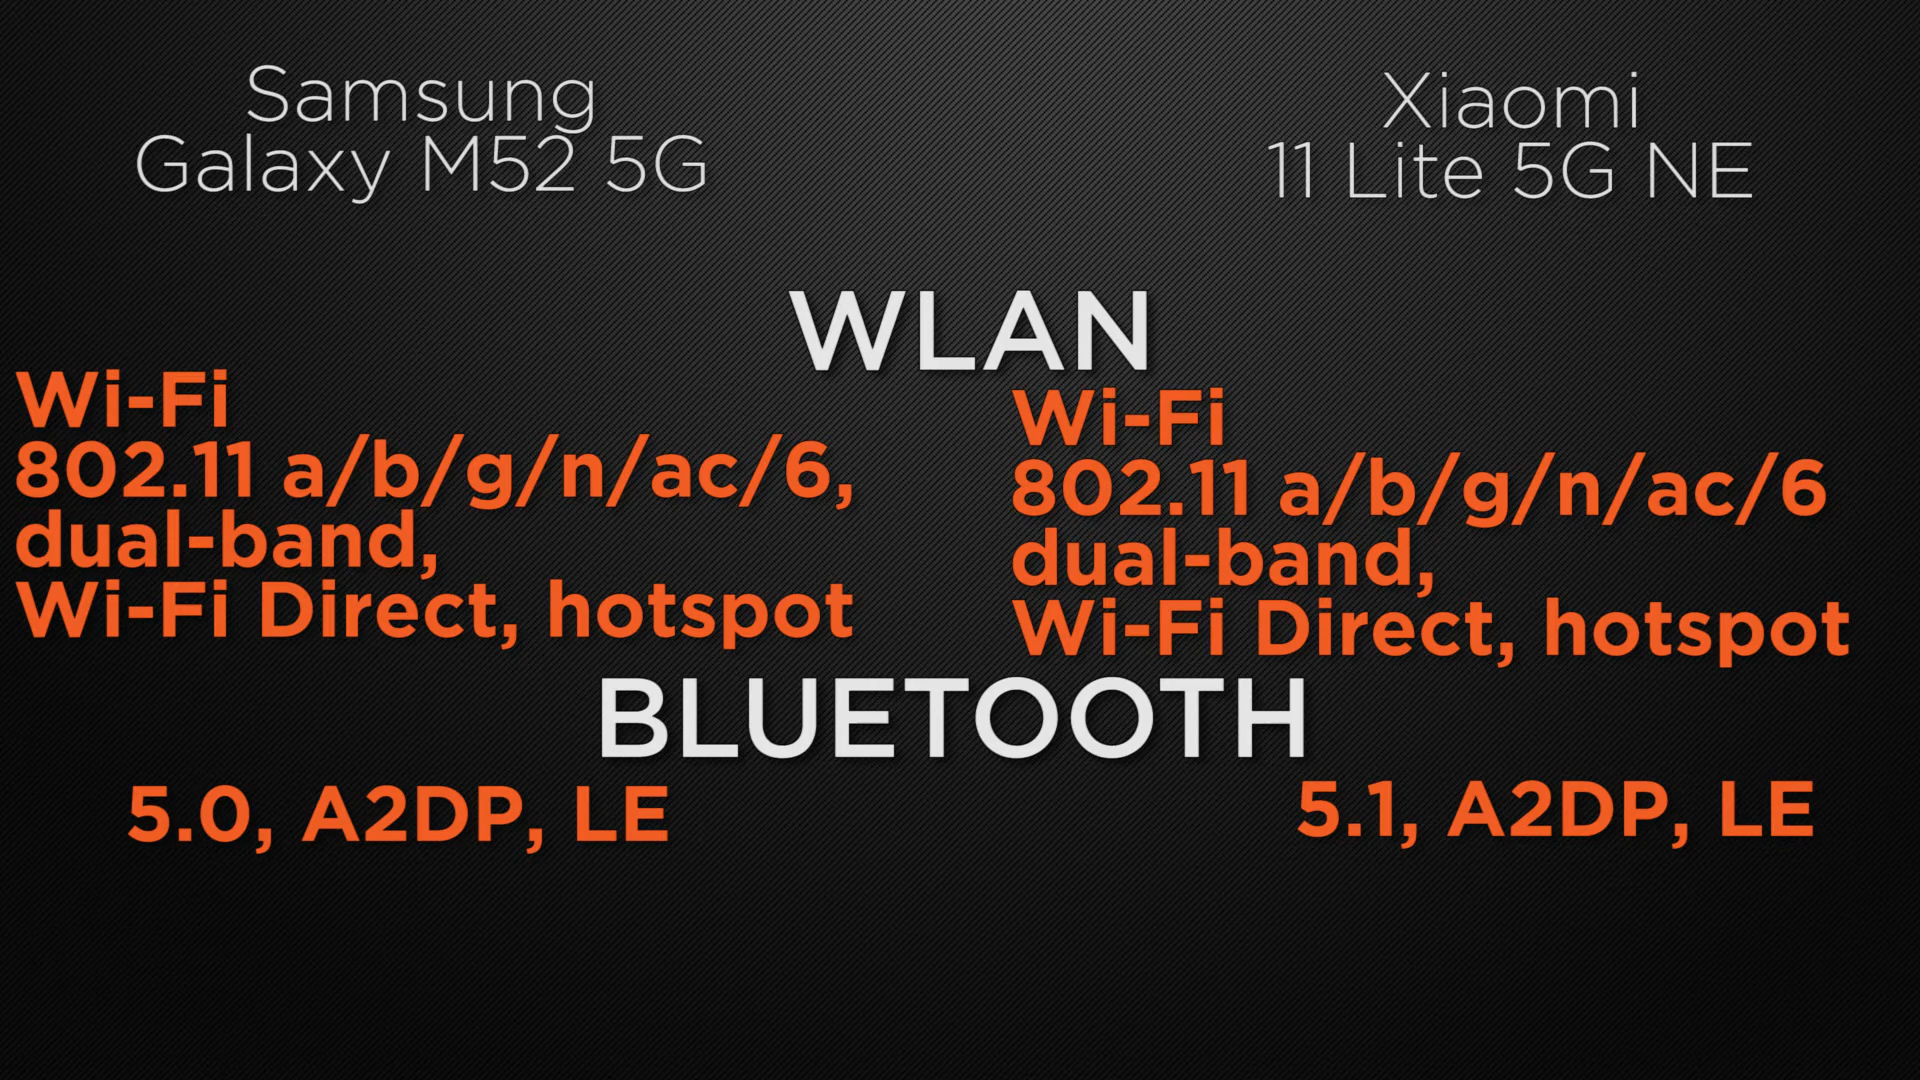 Samsung
Galaxy M52 5G
Xiaomi
11 Lite 5G NE
WLAN
Wi-Fi
802.11 a/b/g/n/ac/6,
dual-band,
Wi-Fi Direct, hotspot
Wi-Fi
802.11 a/b/g/n/ac/6
dual-band,
Wi-Fi Direct, hotspot
BLUETOOTH
5.0, A2DP, LE
5.1, A2DP, LE